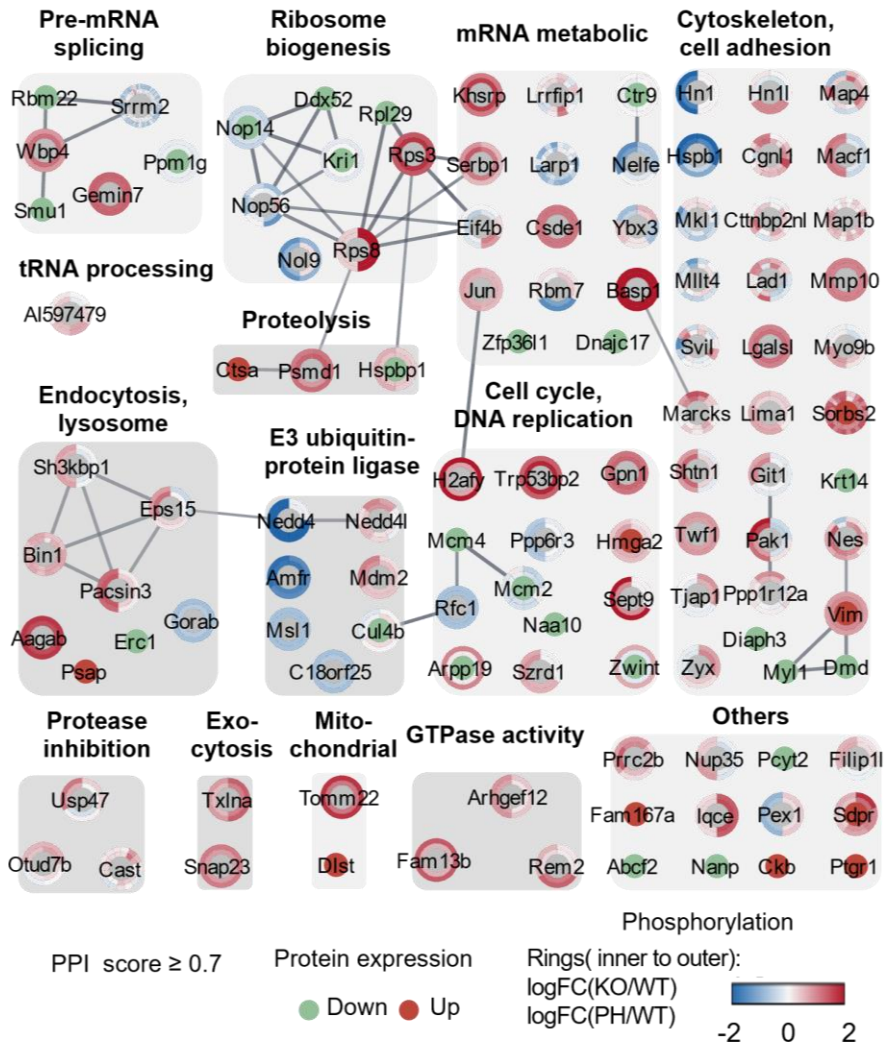 Pre-mRNA
splicing
Rbm22
Srrm2
Wbp4
Ppm1g
Gemin7
Smu1
Ribosome
biogenesis
Ddx52
Nop14
Rpl29
Kri1
Rps3
Nop56
Nol9
Rps8
mRNA metabolic
Khsrp
Lrrfip1
Ctr9
Serbp1
Larp1
Nelfe
Eif4b
Csde1
Ybx3
Jun
Rbm7
Basp1
Zfp36l1
Dnajc17
Cytoskeleton,
cell adhesion
Hn1
Hn1l
Map4
Hspb1
Cgnl1
Macf1
Mkl1
Cttnbp2nl
Map1b
Mllt4
Lad1
Mmp10
Svil
Lgalsl
Myo9b
Marcks
Lima1
Sorbs2
Shtn1
Git1
Krt14
Twf1
Pak1
Nes
Tjap1
Ppp1r12a
Vim
Diaph3
Zyx
Myl1
Dmd
tRNA processing
AI597479
Proteolysis
Ctsa
Psmd1
Hspbp1
Endocytosis,
lysosome
Sh3kbp1
Eps15
Bin1
Pacsin3
Gorab
Aagab
Erc1
Psap
E3 ubiquitin-
protein ligase
Nedd4
Nedd4l
Amfr
Mdm2
Msl1
Cul4b
C18orf25
Cell cycle,
DNA replication
H2afy
Trp53bp2
Gpn1
Mcm4
Ppp6r3
Hmga2
Mcm2
Rfc1
Sept9
Naa10
Arpp19
Szrd1
Zwint
Protease
inhibition
Usp47
Otud7b
Cast
Exo-
cytosis
Txlna
Snap23
Mito-
chondrial
Tomm22
Dlst
GTPase activity
Arhgef12
Fam13b
Rem2
Others
Prrc2b
Nup35
Pcyt2
Filip1l
Fam167a
Iqce
Pex1
Sdpr
Abcf2
Nanp
Ckb
Ptgr1
PPI score ≥ 0.7
Protein expression
Down
Up
Phosphorylation
Rings( inner to outer):
logFC(KO/WT)
logFC(PH/WT)
-2 0 2